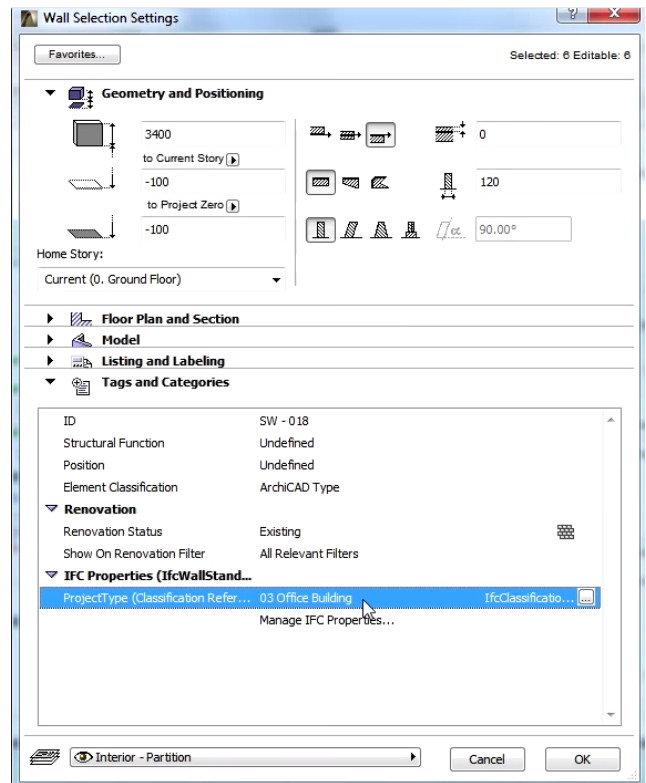 Wall Selection Settings
Favorites...
Selected: 6 Editable: 6
Geometry and Positioning
3400
0
to Current Story
-100
120
to Project Zero
-100
α 90.00°
Home Story:
Current (0. Ground Floor)
Floor Plan and Section
Model
Listing and Labeling
Tags and Categories
ID SW - 018
Structural Function Undefined
Position Undefined
Element Classification ArchiCAD Type
Renovation
Renovation Status Existing
Show On Renovation Filter All Relevant Filters
IFC Properties (IfcWallStand...
ProjectType (Classification Refer... 03 Office Building IfcClassificatio... ...
Manage IFC Properties...
Interior - Partition
Cancel
OK